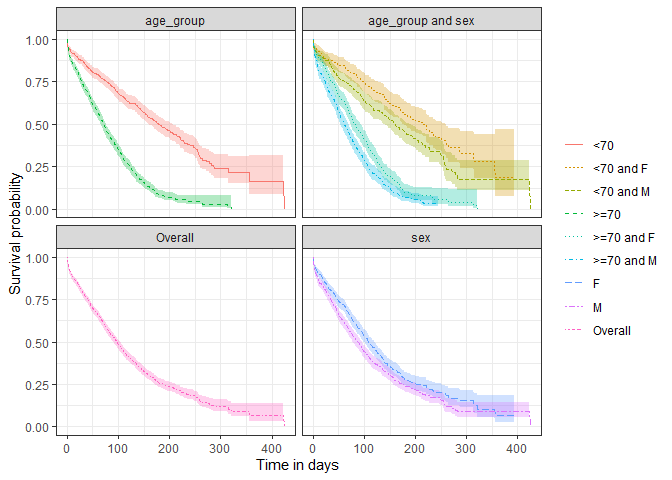 age_group
age_group and sex
1.00
0.75
0.50
0.25
0.00
Overall
sex
1.00
0.75
0.50
0.25
0.00
0
100
200
300
400
0
100
200
300
400
Time in days
Survival probability
<70
<70 and F
<70 and M
>=70
>=70 and F
>=70 and M
F
M
Overall